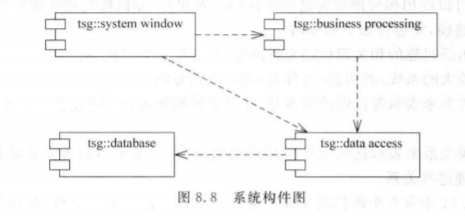 tsg::system window
tsg::business processing
tsg::database
tsg::data access
图 8.8 系统构件图